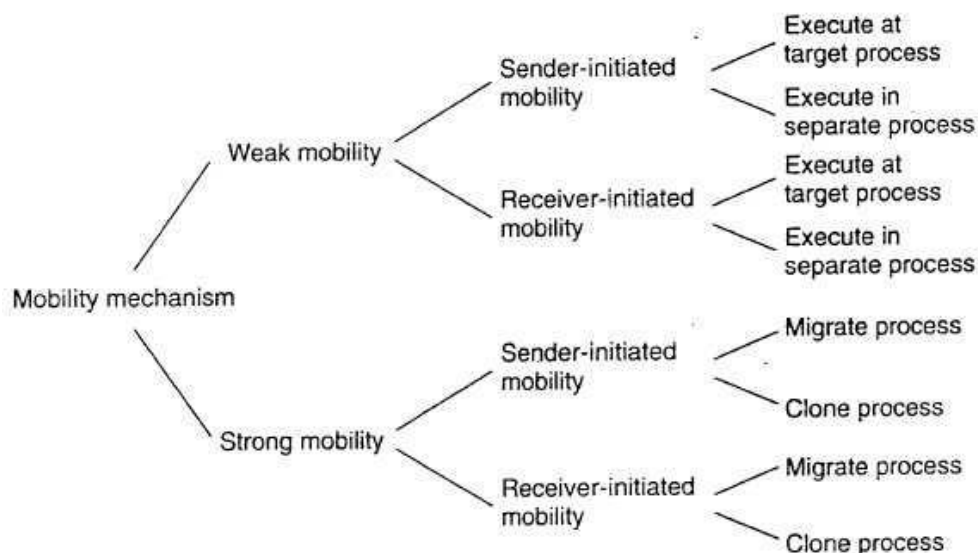 Execute at
target process
Sender-initiated
mobility
Execute in
separate process
Weak mobility
Execute at
target process
Receiver-initiated
mobility
Execute in
separate process
Mobility mechanism
Migrate process
Sender-initiated
mobility
Clone process
Strong mobility
Migrate process
Receiver-initiated
mobility
Clone process